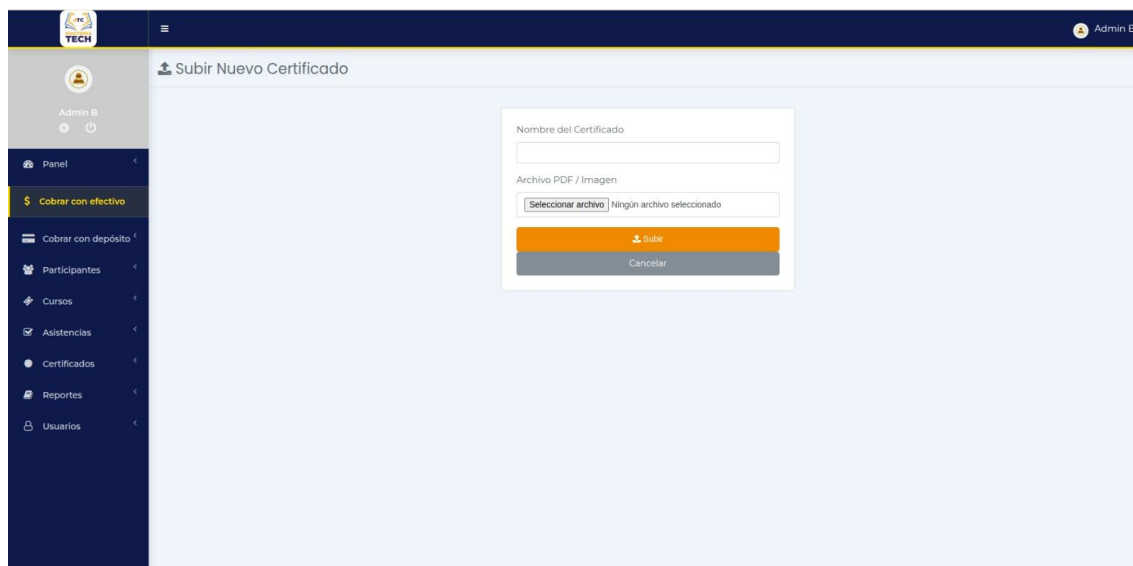 TECH
Admin B
Subir Nuevo Certificado
Admin B
Panel
$ Cobrar con efectivo
Cobrar con depósito
Participantes
Cursos
Asistencias
Certificados
Reportes
Usuarios
Nombre del Certificado
Archivo PDF / Imagen
Seleccionar archivo Ningún archivo seleccionado
Subir
Cancelar